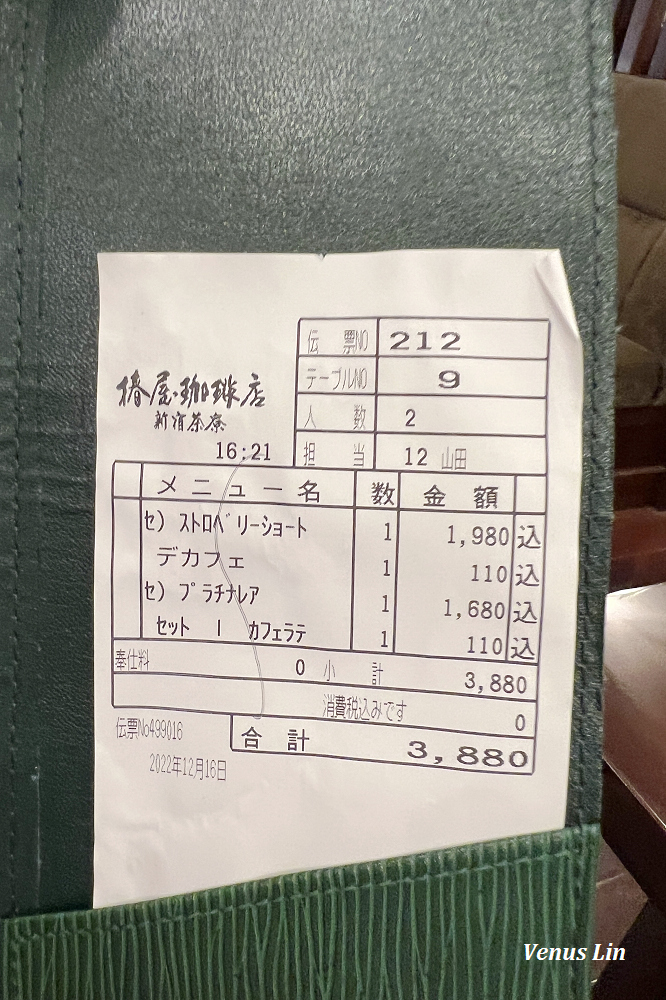 伝票NO 212
テーブルNO 9
人数 2
担当 12 山田
椿屋珈琲店
新宿茶寮
16:21
メニュー名 数 金額
セ) ストロベリーショート 1 1,980 込
デカフェ 1 110 込
セ) プラチナレア 1 1,680 込
セット I カフェラテ 1 110 込
奉仕料 0 小計 3,880
消費税込みです 0
伝票No499016 合計 3,880
2022年12月16日
Venus Lin